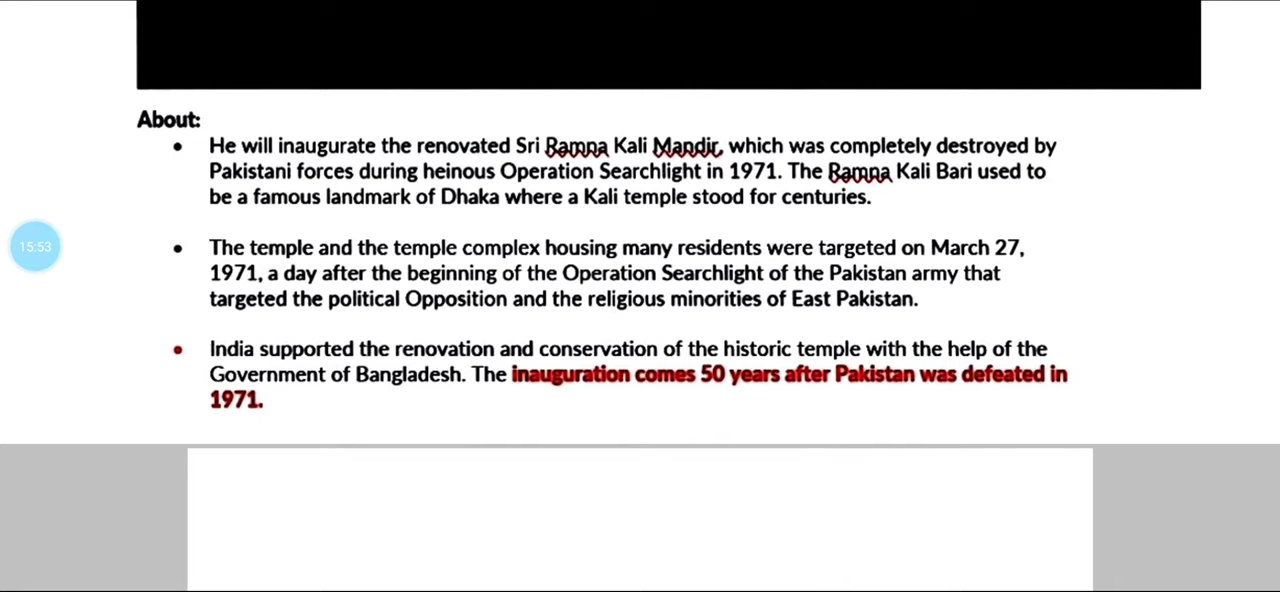 About:
• He will inaugurate the renovated Sri Ramna Kali Mandir, which was completely destroyed by
Pakistani forces during heinous Operation Searchlight in 1971. The Ramna Kali Bari used to
be a famous landmark of Dhaka where a Kali temple stood for centuries.
• The temple and the temple complex housing many residents were targeted on March 27,
1971, a day after the beginning of the Operation Searchlight of the Pakistan army that
targeted the political Opposition and the religious minorities of East Pakistan.
15:53
• India supported the renovation and conservation of the historic temple with the help of the
Government of Bangladesh. The inauguration comes 50 years after Pakistan was defeated in
1971.